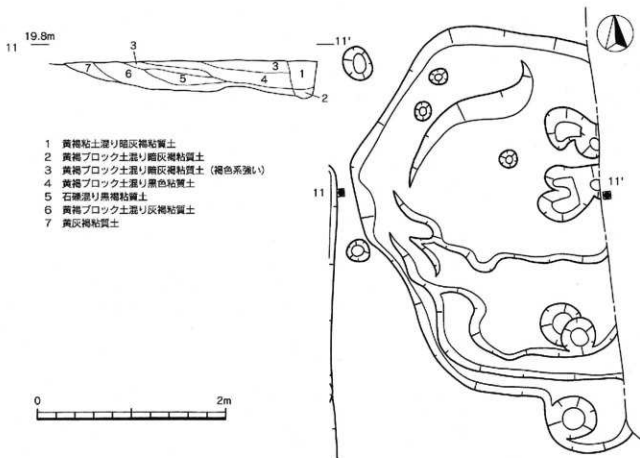 19.8m
11
11'
3
7
6
5
3
4
1
2
1 黄褐粘土混り暗灰褐粘質土
2 黄褐ブロック土混り暗灰褐粘質土
3 黄褐ブロック土混り暗灰褐粘質土（褐色系強い）
4 黄褐ブロック土混り黒色粘質土
5 石礫混り黒褐粘質土
6 黄褐ブロック土混り灰褐粘質土
7 黄灰褐粘質土
11
11'
0
2m